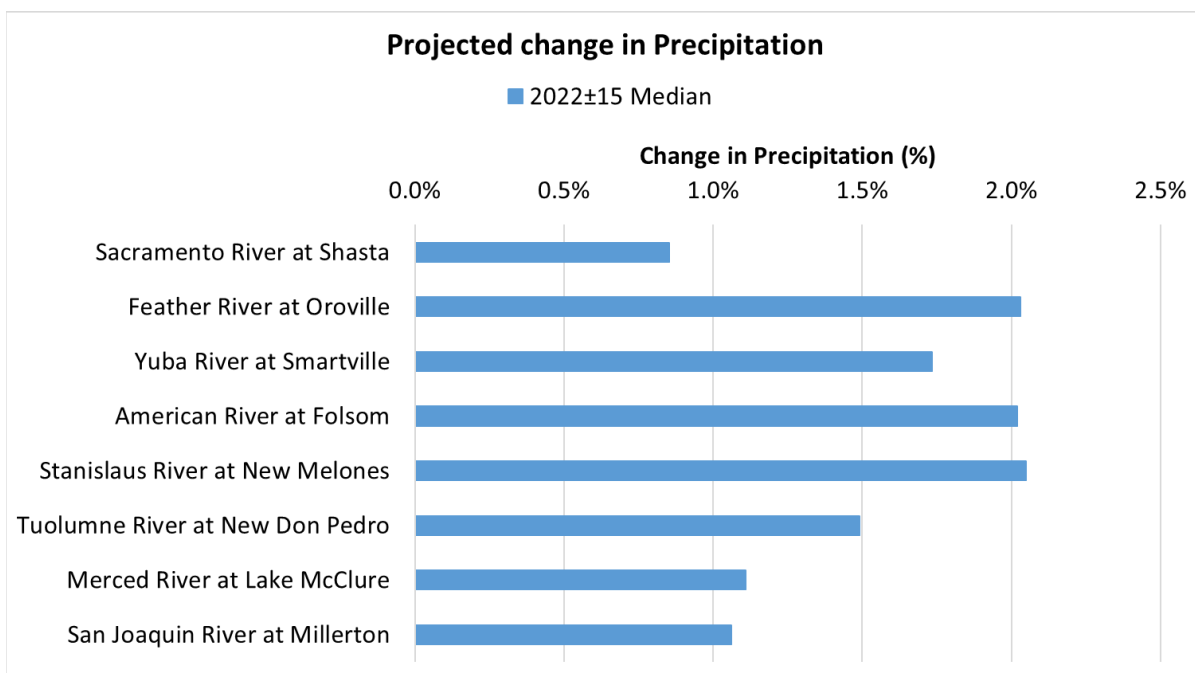 Projected change in Precipitation
2022±15 Median
Change in Precipitation (%)
0.0% 0.5% 1.0% 1.5% 2.0% 2.5%
Sacramento River at Shasta
Feather River at Oroville
Yuba River at Smartville
American River at Folsom
Stanislaus River at New Melones
Tuolumne River at New Don Pedro
Merced River at Lake McClure
San Joaquin River at Millerton